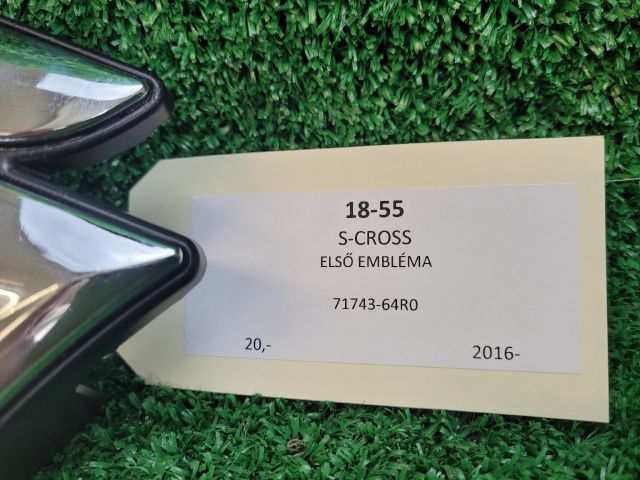 18-55
S-CROSS
ELSŐ EMBLÉMA
71743-64R0
20,- 2016-